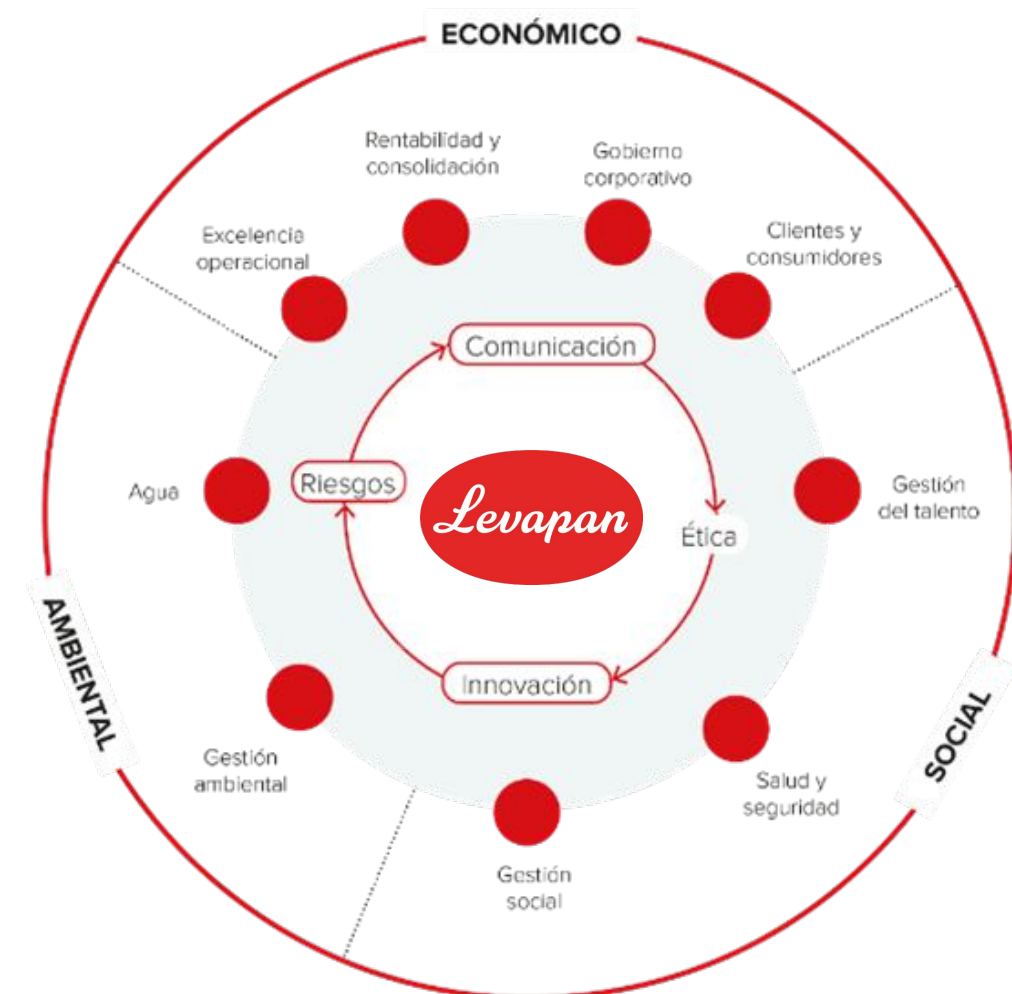 ECONÓMICO
Rentabilidad y
consolidación
Gobierno
corporativo
Excelencia
operacional
Clientes y
consumidores
Comunicación
Agua
Riesgos
Levapan
Ética
Gestión
del talento
AMBIENTAL
Innovación
SOCIAL
Gestión
ambiental
Salud y
seguridad
Gestión
social